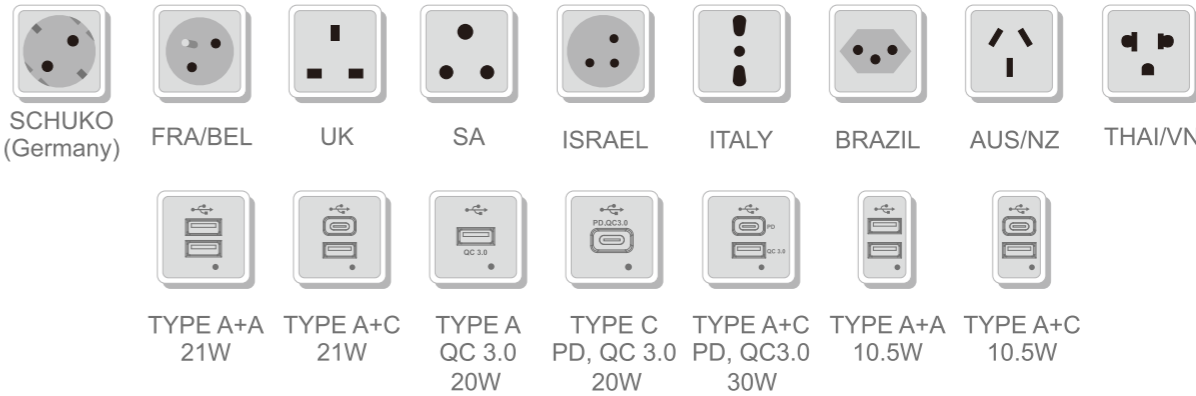 SCHUKO
(Germany)
FRA/BEL
UK
SA
ISRAEL
ITALY
BRAZIL
AUS/NZ
THAI/VN
QC 3.0
PD,QC3.0
PD
QC 3.0
TYPE A+A
21W
TYPE A+C
21W
TYPE A
QC 3.0
20W
TYPE C
PD, QC 3.0
20W
TYPE A+C
PD, QC3.0
30W
TYPE A+A
10.5W
TYPE A+C
10.5W